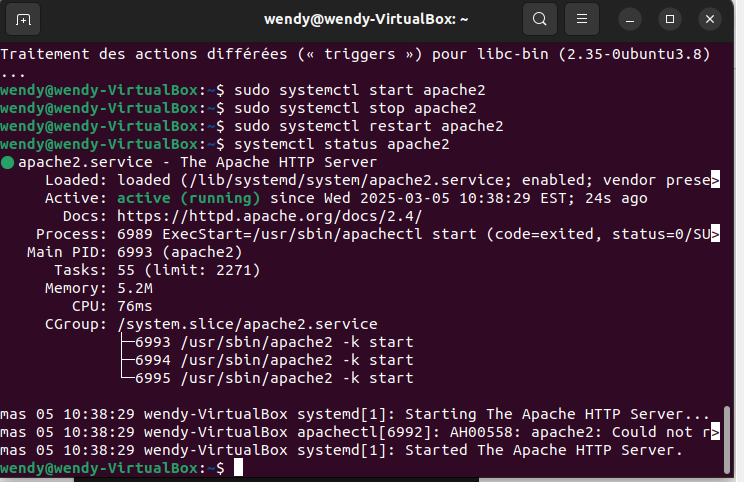 wendy@wendy-VirtualBox: ~
Traitement des actions différées (« triggers ») pour libc-bin (2.35-0ubuntu3.8)
...
wendy@wendy-VirtualBox:~$ sudo systemctl start apache2
wendy@wendy-VirtualBox:~$ sudo systemctl stop apache2
wendy@wendy-VirtualBox:~$ sudo systemctl restart apache2
wendy@wendy-VirtualBox:~$ systemctl status apache2
● apache2.service - The Apache HTTP Server
     Loaded: loaded (/lib/systemd/system/apache2.service; enabled; vendor prese>
     Active: active (running) since Wed 2025-03-05 10:38:29 EST; 24s ago
       Docs: https://httpd.apache.org/docs/2.4/
    Process: 6989 ExecStart=/usr/sbin/apachectl start (code=exited, status=0/SU>
   Main PID: 6993 (apache2)
      Tasks: 55 (limit: 2271)
     Memory: 5.2M
        CPU: 76ms
     CGroup: /system.slice/apache2.service
             ├─6993 /usr/sbin/apache2 -k start
             ├─6994 /usr/sbin/apache2 -k start
             └─6995 /usr/sbin/apache2 -k start
mas 05 10:38:29 wendy-VirtualBox systemd[1]: Starting The Apache HTTP Server...
mas 05 10:38:29 wendy-VirtualBox apachectl[6992]: AH00558: apache2: Could not r>
mas 05 10:38:29 wendy-VirtualBox systemd[1]: Started The Apache HTTP Server.
wendy@wendy-VirtualBox:~$